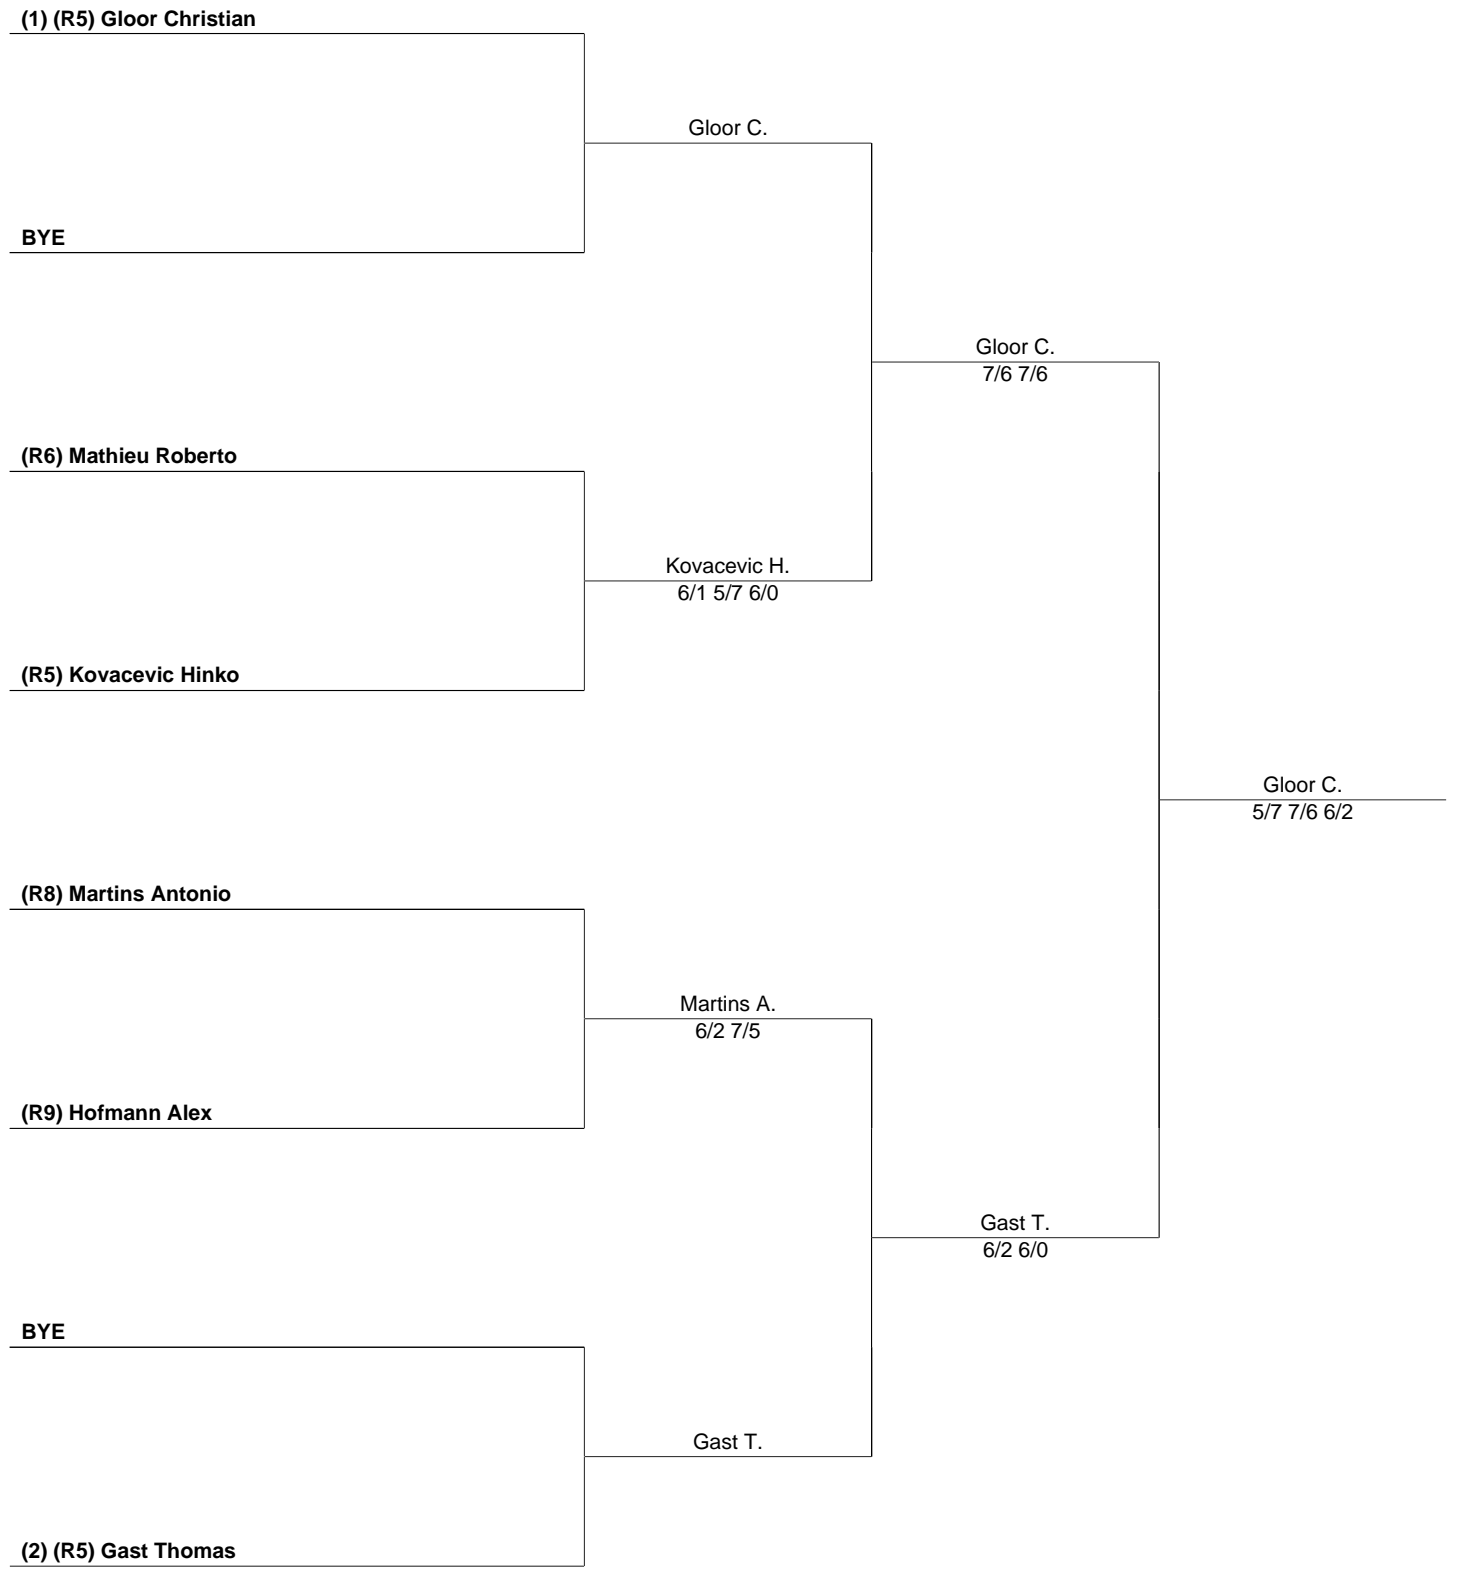 (1) (R5) Gloor Christian
Gloor C.
BYE
Gloor C.
7/6 7/6
(R6) Mathieu Roberto
Kovacevic H.
6/1 5/7 6/0
(R5) Kovacevic Hinko
Gloor C.
5/7 7/6 6/2
(R8) Martins Antonio
Martins A.
6/2 7/5
(R9) Hofmann Alex
Gast T.
6/2 6/0
BYE
Gast T.
(2) (R5) Gast Thomas